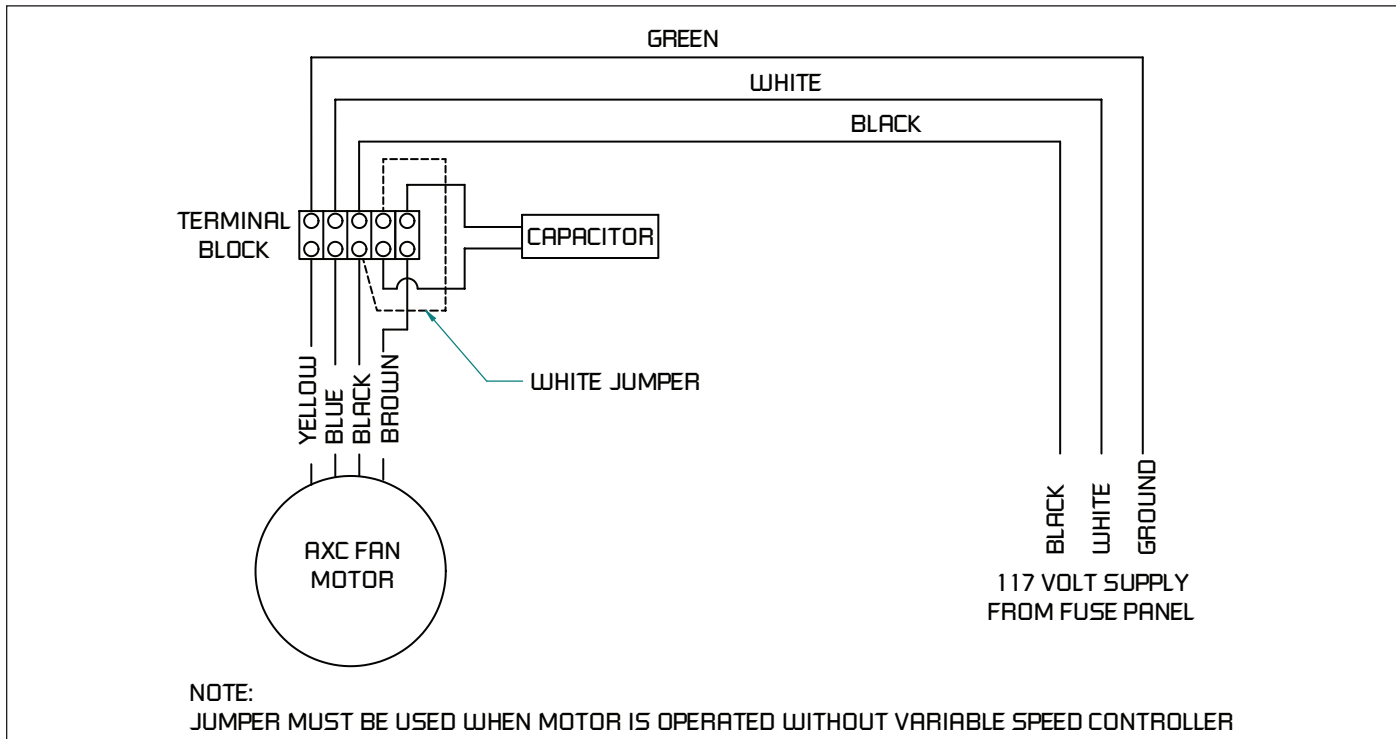 GREEN
WHITE
BLACK
TERMINAL
BLOCK
CAPACITOR
WHITE JUMPER
YELLOW
BLUE
BLACK
BROWN
AXC FAN
MOTOR
BLACK
WHITE
GROUND
117 VOLT SUPPLY
FROM FUSE PANEL
NOTE:
JUMPER MUST BE USED WHEN MOTOR IS OPERATED WITHOUT VARIABLE SPEED CONTROLLER